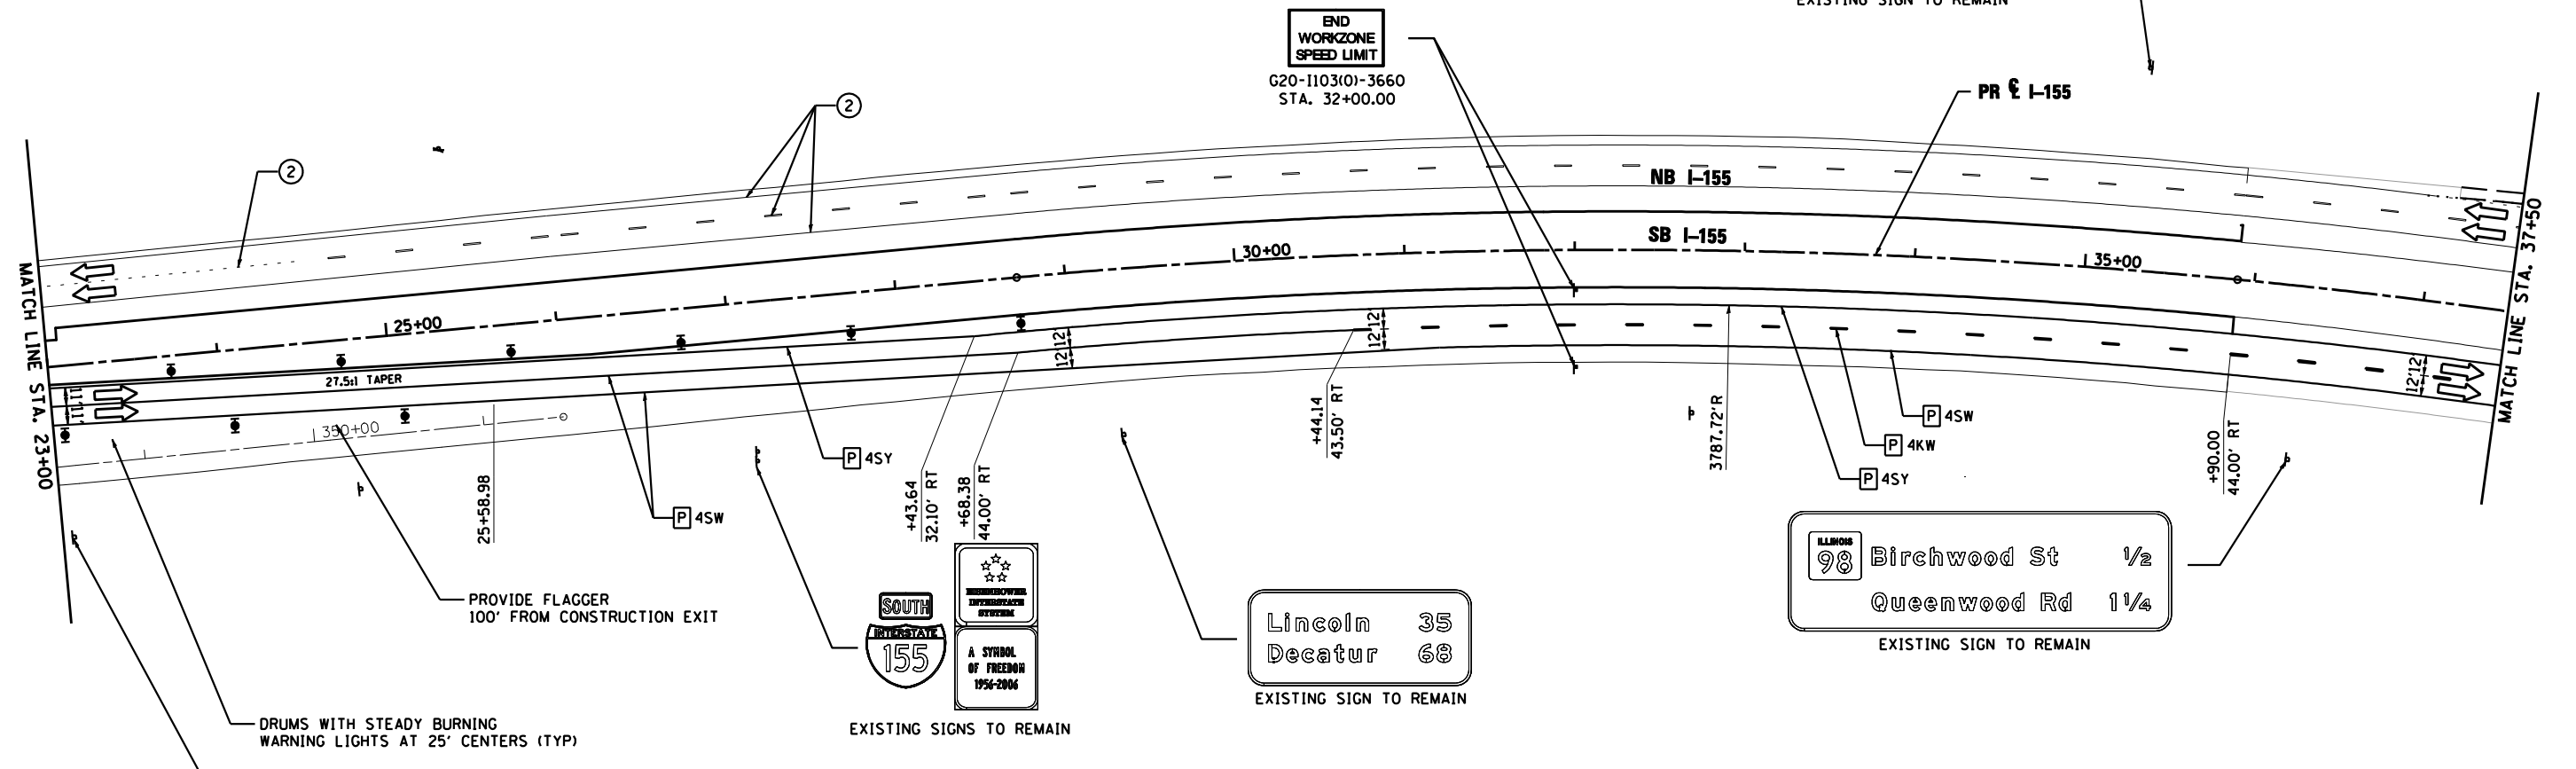 EXISTING SIGN TO REMAIN
END
WORKZONE
SPEED LIMIT
G20-I103(O)-3660
STA. 32+00.00
PR ℄ I-155
2
2
NB I-155
SB I-155
MATCH LINE STA. 23+00
MATCH LINE STA. 37+50
25+00
30+00
35+00
27.5:1 TAPER
11' 11'
12' 12'
12' 12'
12' 12'
350+00
25+58.98
P 4SY
P 4SW
+43.64
32.10' RT
+68.38
44.00' RT
+44.14
43.50' RT
3787.72'R
P 4SW
P 4KW
P 4SY
+90.00
44.00' RT
PROVIDE FLAGGER
100' FROM CONSTRUCTION EXIT
DRUMS WITH STEADY BURNING
WARNING LIGHTS AT 25' CENTERS (TYP)
SOUTH
INTERSTATE
155
EISENHOWER
INTERSTATE
SYSTEM
A SYMBOL
OF FREEDOM
1956-2006
EXISTING SIGNS TO REMAIN
Lincoln 35
Decatur 68
EXISTING SIGN TO REMAIN
ILLINOIS
98 Birchwood St 1/2
Queenwood Rd 1 1/4
EXISTING SIGN TO REMAIN